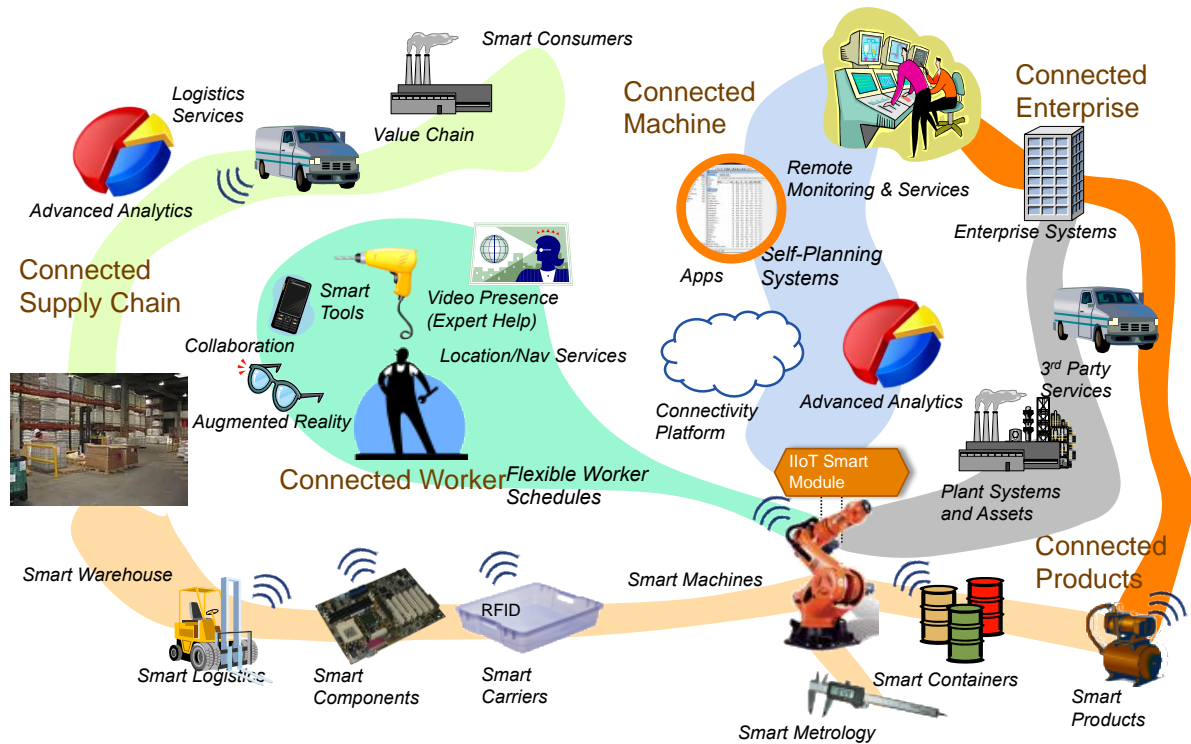 Smart Consumers
Logistics
Services
Value Chain
Advanced Analytics
Connected
Supply Chain
Connected
Machine
Connected
Enterprise
Remote
Monitoring & Services
Enterprise Systems
Apps
Self-Planning
Systems
Smart
Tools
Video Presence
(Expert Help)
Collaboration
Location/Nav Services
Augmented Reality
Connected Worker
Flexible Worker
Schedules
Connectivity
Platform
Advanced Analytics
3rd Party
Services
IIoT Smart
Module
Plant Systems
and Assets
Connected
Products
Smart Warehouse
Smart Machines
RFID
Smart Logistics
Smart
Components
Smart
Carriers
Smart Containers
Smart
Products
Smart Metrology